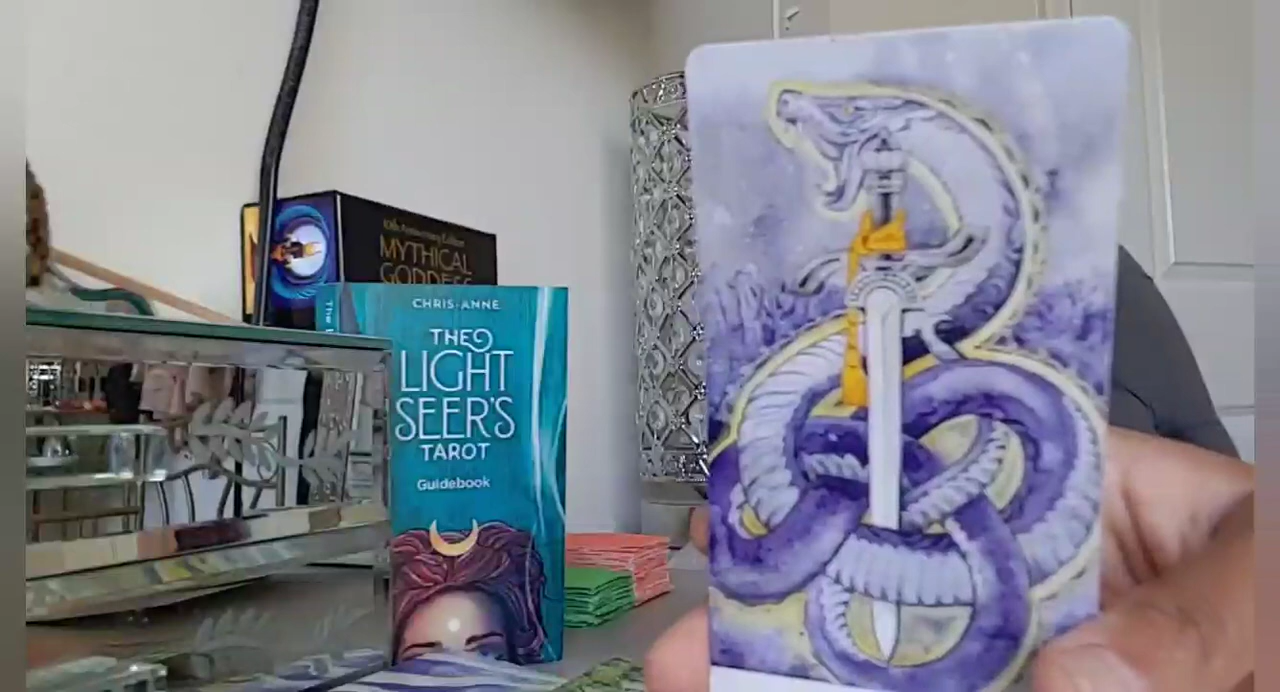 10th Anniversary Edition
MYTHICAL
GODDESS
CHRIS-ANNE
THE
LIGHT
SEER'S
TAROT
Guidebook